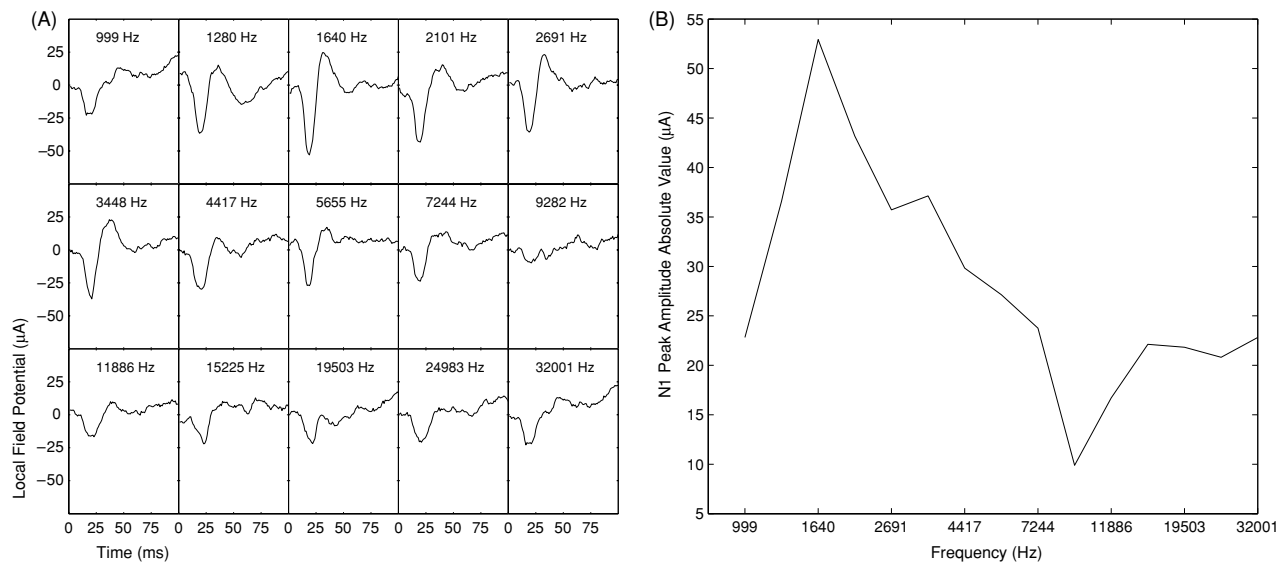 (A)
999 Hz 1280 Hz 1640 Hz 2101 Hz 2691 Hz
25
0
−25
−50
3448 Hz 4417 Hz 5655 Hz 7244 Hz 9282 Hz
25
0
−25
−50
11886 Hz 15225 Hz 19503 Hz 24983 Hz 32001 Hz
25
0
−25
−50
0 25 50 75 0 25 50 75 0 25 50 75 0 25 50 75 0 25 50 75
Time (ms)
Local Field Potential (μA)
(B)
55
50
45
40
35
30
25
20
15
10
5
999 1640 2691 4417 7244 11886 19503 32001
Frequency (Hz)
N1 Peak Amplitude Absolute Value (μA)